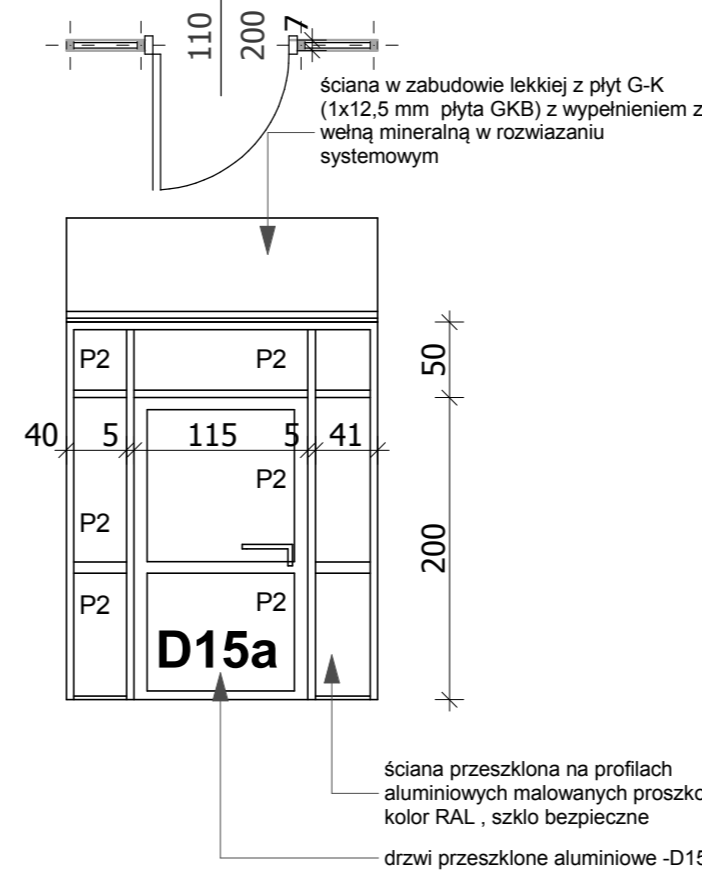 110
200
7
ściana w zabudowie lekkiej z płyt G-K
(1x12,5 mm płyta GKB) z wypełnieniem z
wełną mineralną w rozwiazaniu
systemowym
P2 P2
50
40 5 115 5 41
P2
P2
200
P2 P2
D15a
ściana przeszklona na profilach
aluminiowych malowanych proszko
kolor RAL , szklo bezpieczne
drzwi przeszklone aluminiowe -D15